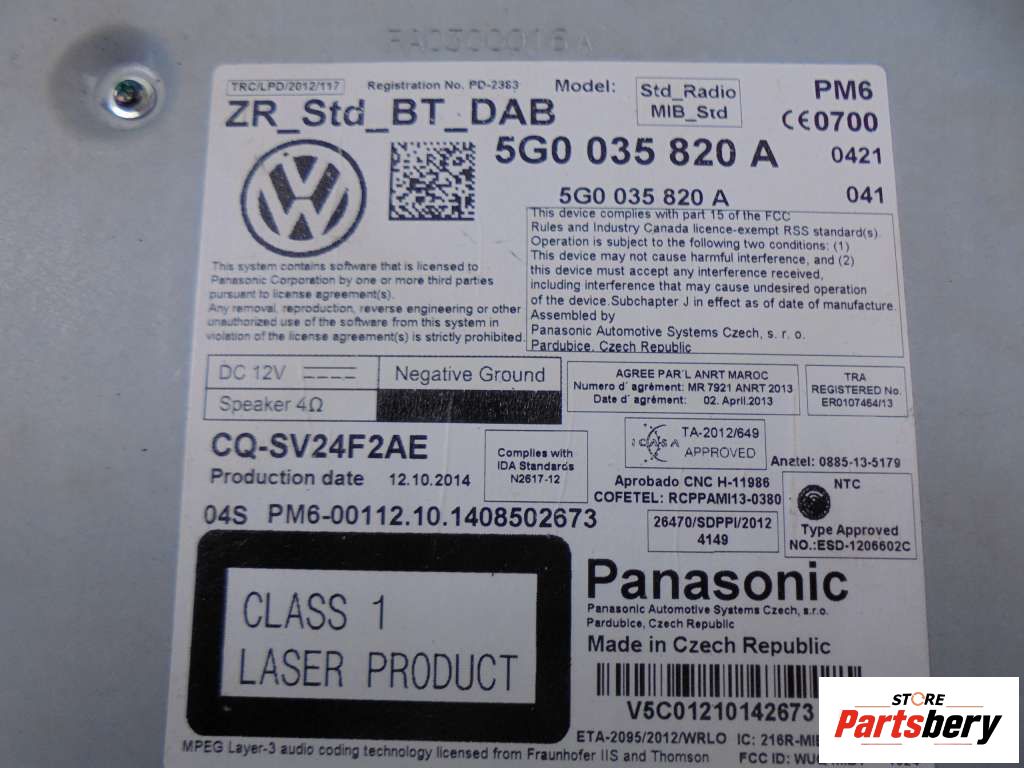 RA0300016A
TRC/LPD/2012/117
Registration No. PD-2383
Model:
Std_Radio
MIB_Std
PM6
ZR_Std_BT_DAB
CE0700
5G0 035 820 A
0421
5G0 035 820 A
041
This device complies with part 15 of the FCC
Rules and Industry Canada licence-exempt RSS standard(s).
Operation is subject to the following two conditions: (1)
This device may not cause harmful interference, and (2)
this device must accept any interference received,
including interference that may cause undesired operation
of the device.Subchapter J in effect as of date of manufacture.
Assembled by
Panasonic Automotive Systems Czech, s. r. o.
Pardubice, Czech Republic
This system contains software that is licensed to
Panasonic Corporation by one or more third parties
pursuant to license agreement(s).
Any removal, reproduction, reverse engineering or other
unauthorized use of the software from this system in
violation of the license agreement(s) is strictly prohibited.
DC 12V
Negative Ground
Speaker 4Ω
AGREE PAR'L ANRT MAROC
Numero d' agrément: MR 7921 ANRT 2013
Date d' agrément: 02. April.2013
TRA
REGISTERED No.
ER0107464/13
CQ-SV24F2AE
Production date 12.10.2014
Complies with
IDA Standards
N2617-12
ICASA
TA-2012/649
APPROVED
Anatel: 0885-13-5179
Aprobado CNC H-11986
COFETEL: RCPPAMI13-0380
NTC
Type Approved
NO.:ESD-1206602C
04S PM6-00112.10.1408502673
26470/SDPPI/2012
4149
CLASS 1
LASER PRODUCT
Panasonic
Panasonic Automotive Systems Czech, s.r.o.
Pardubice, Czech Republic
Made in Czech Republic
V5C01210142673
ETA-2095/2012/WRLO IC: 216R-
MPEG Layer-3 audio coding technology licensed from Fraunhofer IIS and Thomson
FCC ID:
STORE
Partsbery